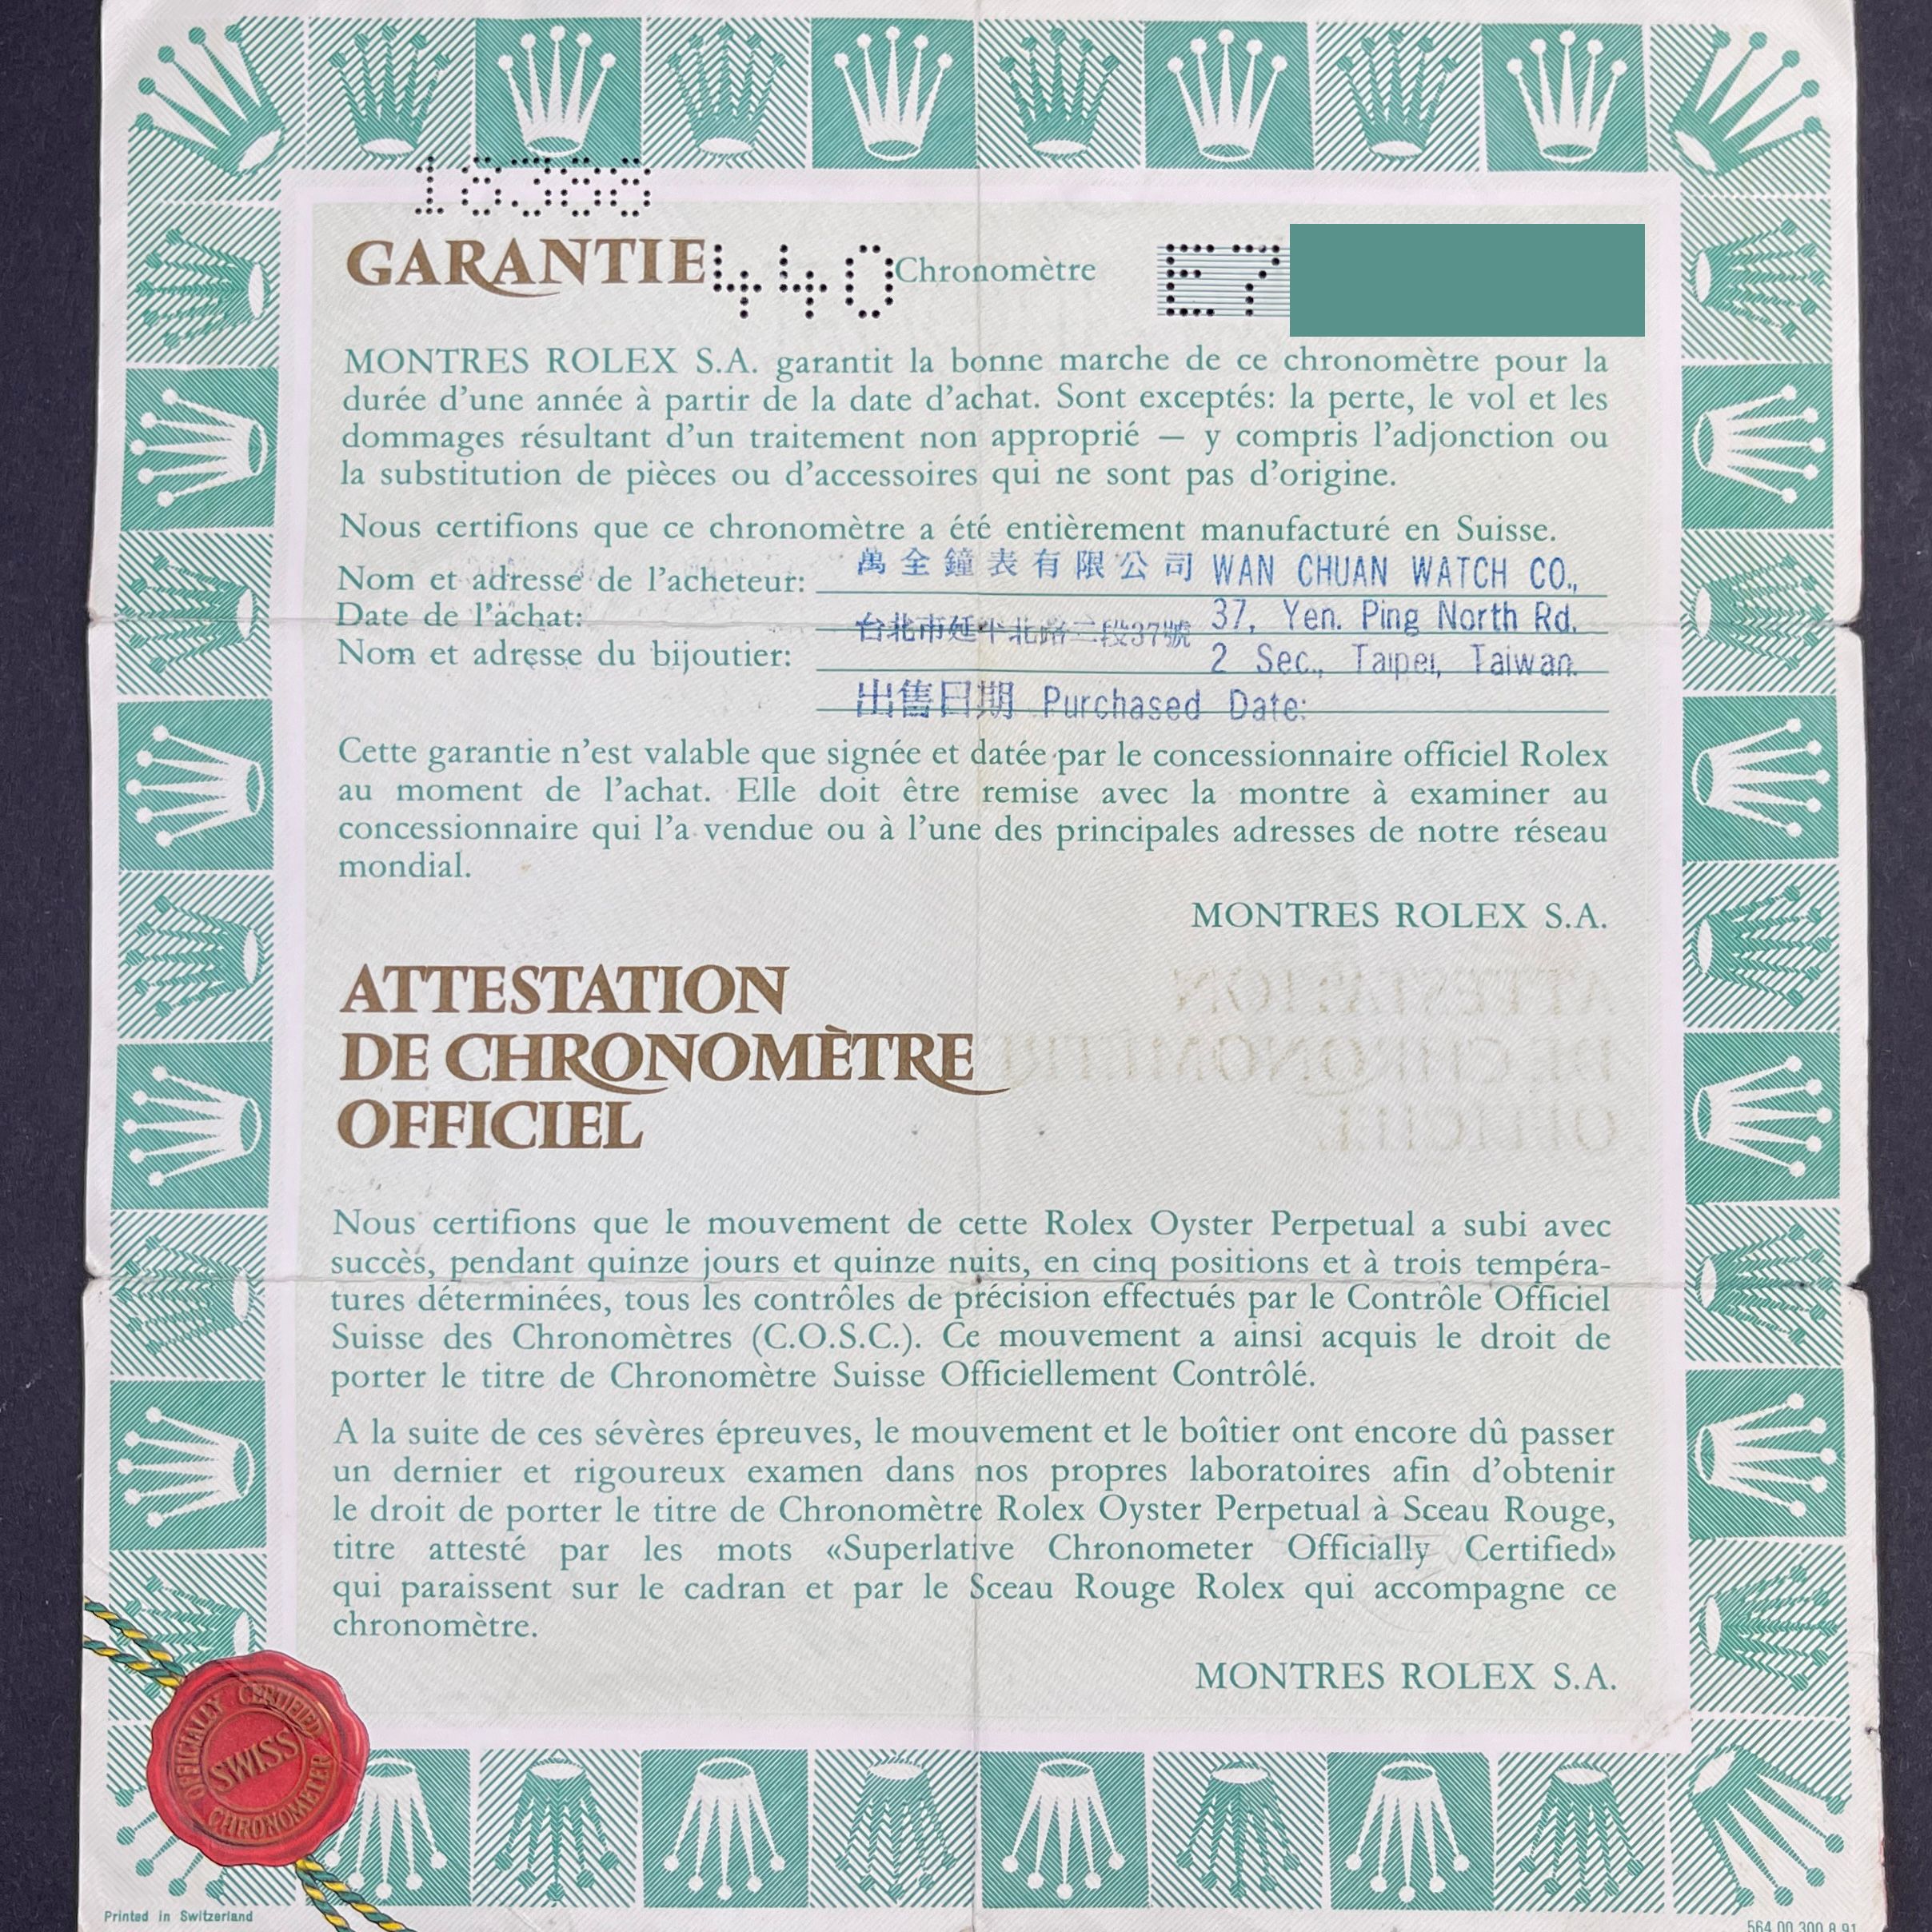 GARANTIE 440 Chronomètre E7
MONTRES ROLEX S.A. garantit la bonne marche de ce chronomètre pour la
durée d'une année à partir de la date d'achat. Sont exceptés: la perte, le vol et les
dommages résultant d'un traitement non approprié — y compris l'adjonction ou
la substitution de pièces ou d'accessoires qui ne sont pas d'origine.
Nous certifions que ce chronomètre a été entièrement manufacturé en Suisse.
Nom et adresse de l'acheteur: 萬全鐘表有限公司 WAN CHUAN WATCH CO.,
Date de l'achat: 台北市延平北路二段37號 37, Yen. Ping North Rd.
Nom et adresse du bijoutier: 2 Sec., Taipei, Taiwan.
出售日期 Purchased Date:
Cette garantie n'est valable que signée et datée par le concessionnaire officiel Rolex
au moment de l'achat. Elle doit être remise avec la montre à examiner au
concessionnaire qui l'a vendue ou à l'une des principales adresses de notre réseau
mondial.
MONTRES ROLEX S.A.
ATTESTATION
DE CHRONOMÈTRE
OFFICIEL
Nous certifions que le mouvement de cette Rolex Oyster Perpetual a subi avec
succès, pendant quinze jours et quinze nuits, en cinq positions et à trois tempéra-
tures déterminées, tous les contrôles de précision effectués par le Contrôle Officiel
Suisse des Chronomètres (C.O.S.C.). Ce mouvement a ainsi acquis le droit de
porter le titre de Chronomètre Suisse Officiellement Contrôlé.
A la suite de ces sévères épreuves, le mouvement et le boîtier ont encore dû passer
un dernier et rigoureux examen dans nos propres laboratoires afin d'obtenir
le droit de porter le titre de Chronomètre Rolex Oyster Perpetual à Sceau Rouge,
titre attesté par les mots «Superlative Chronometer Officially Certified»
qui paraissent sur le cadran et par le Sceau Rouge Rolex qui accompagne ce
chronomètre.
MONTRES ROLEX S.A.
OFFICIALLY CERTIFIED
SWISS
CHRONOMETER
Printed in Switzerland
564.00.300.8.91